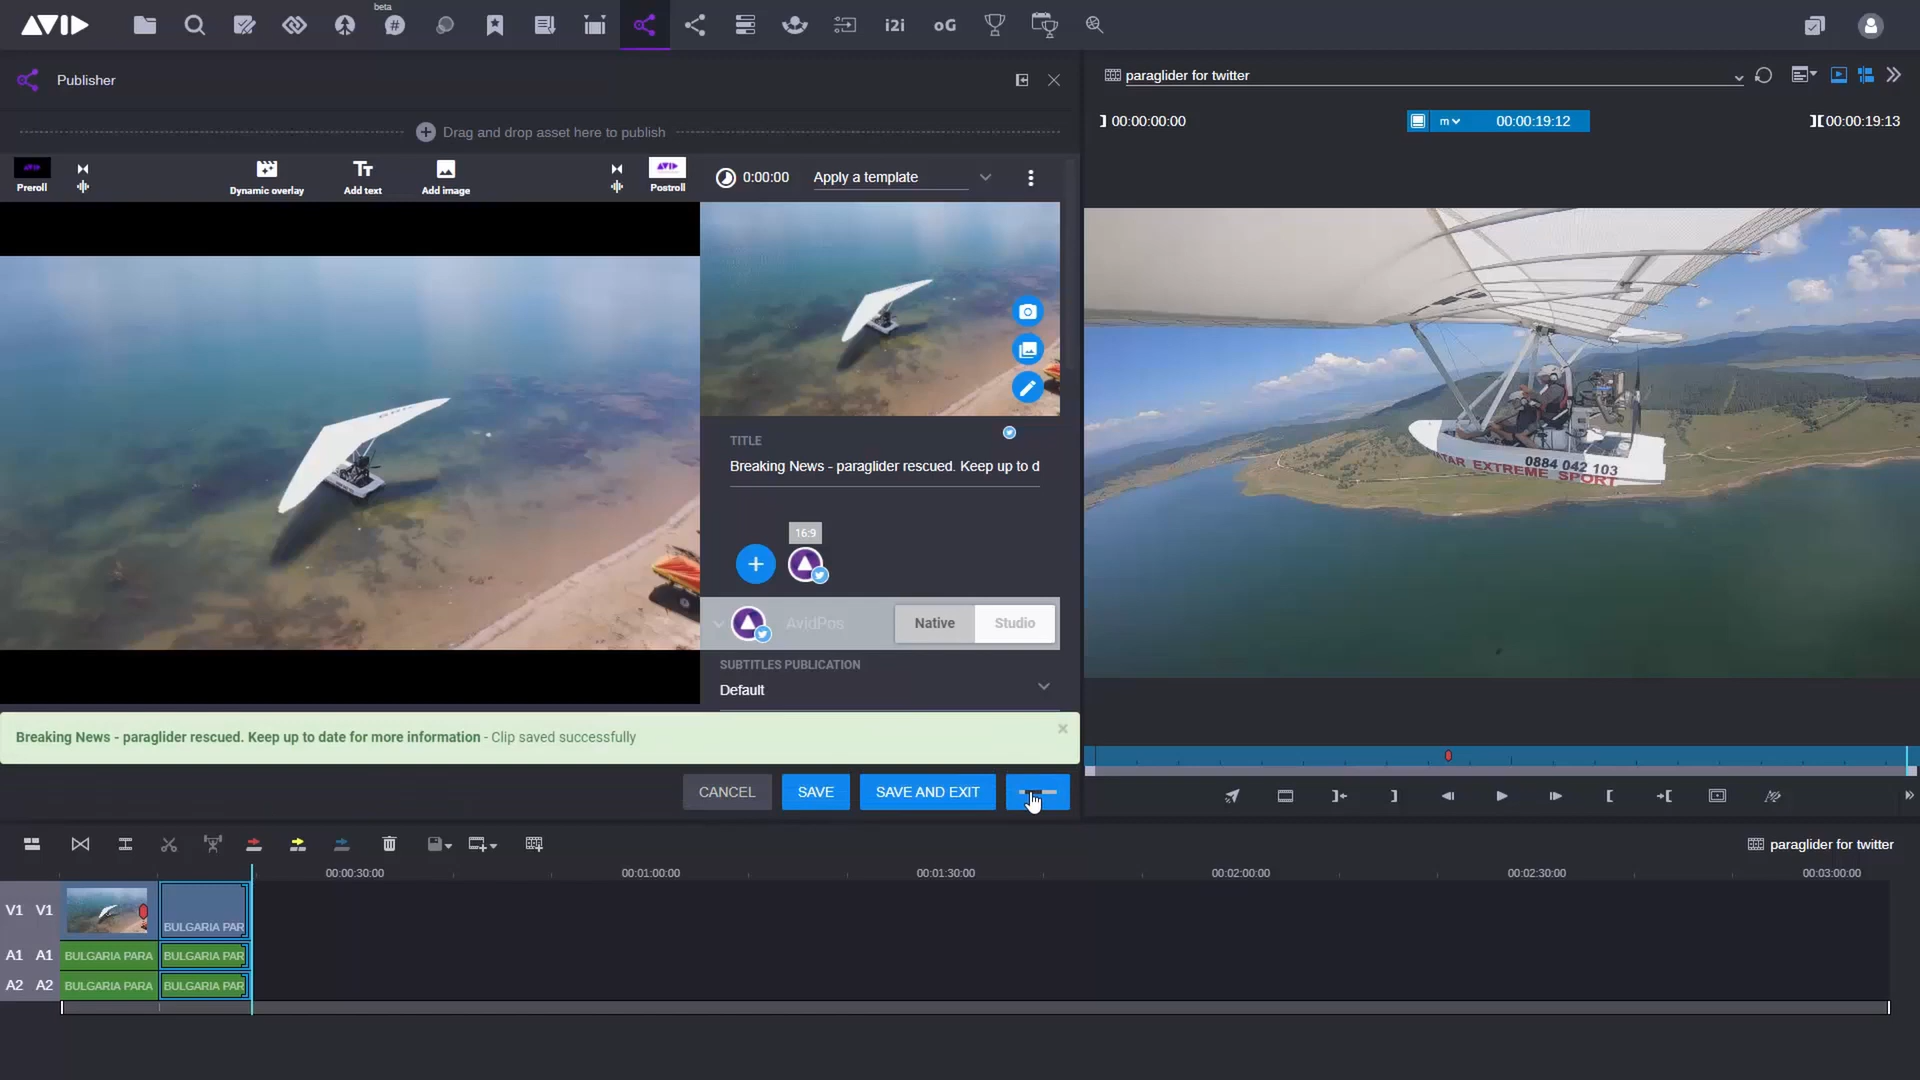 AVID
beta
#
i2i
oG
Publisher
Drag and drop asset here to publish
AVID
Preroll
Dynamic overlay
Tt
Add text
Add image
AVID
Postroll
0:00:00
Apply a template
TITLE
Breaking News - paraglider rescued. Keep up to d
16:9
AvidPos
Native
Studio
SUBTITLES PUBLICATION
Default
Breaking News - paraglider rescued. Keep up to date for more information - Clip saved successfully
CANCEL
SAVE
SAVE AND EXIT
paraglider for twitter
00:00:00:00
m
00:00:19:12
00:00:19:13
0884 042 103
EXTREME SPORT
paraglider for twitter
00:00:30:00
00:01:00:00
00:01:30:00
00:02:00:00
00:02:30:00
00:03:00:00
V1 V1
BULGARIA PAR
A1 A1 BULGARIA PARA BULGARIA PAR
A2 A2 BULGARIA PARA BULGARIA PAR